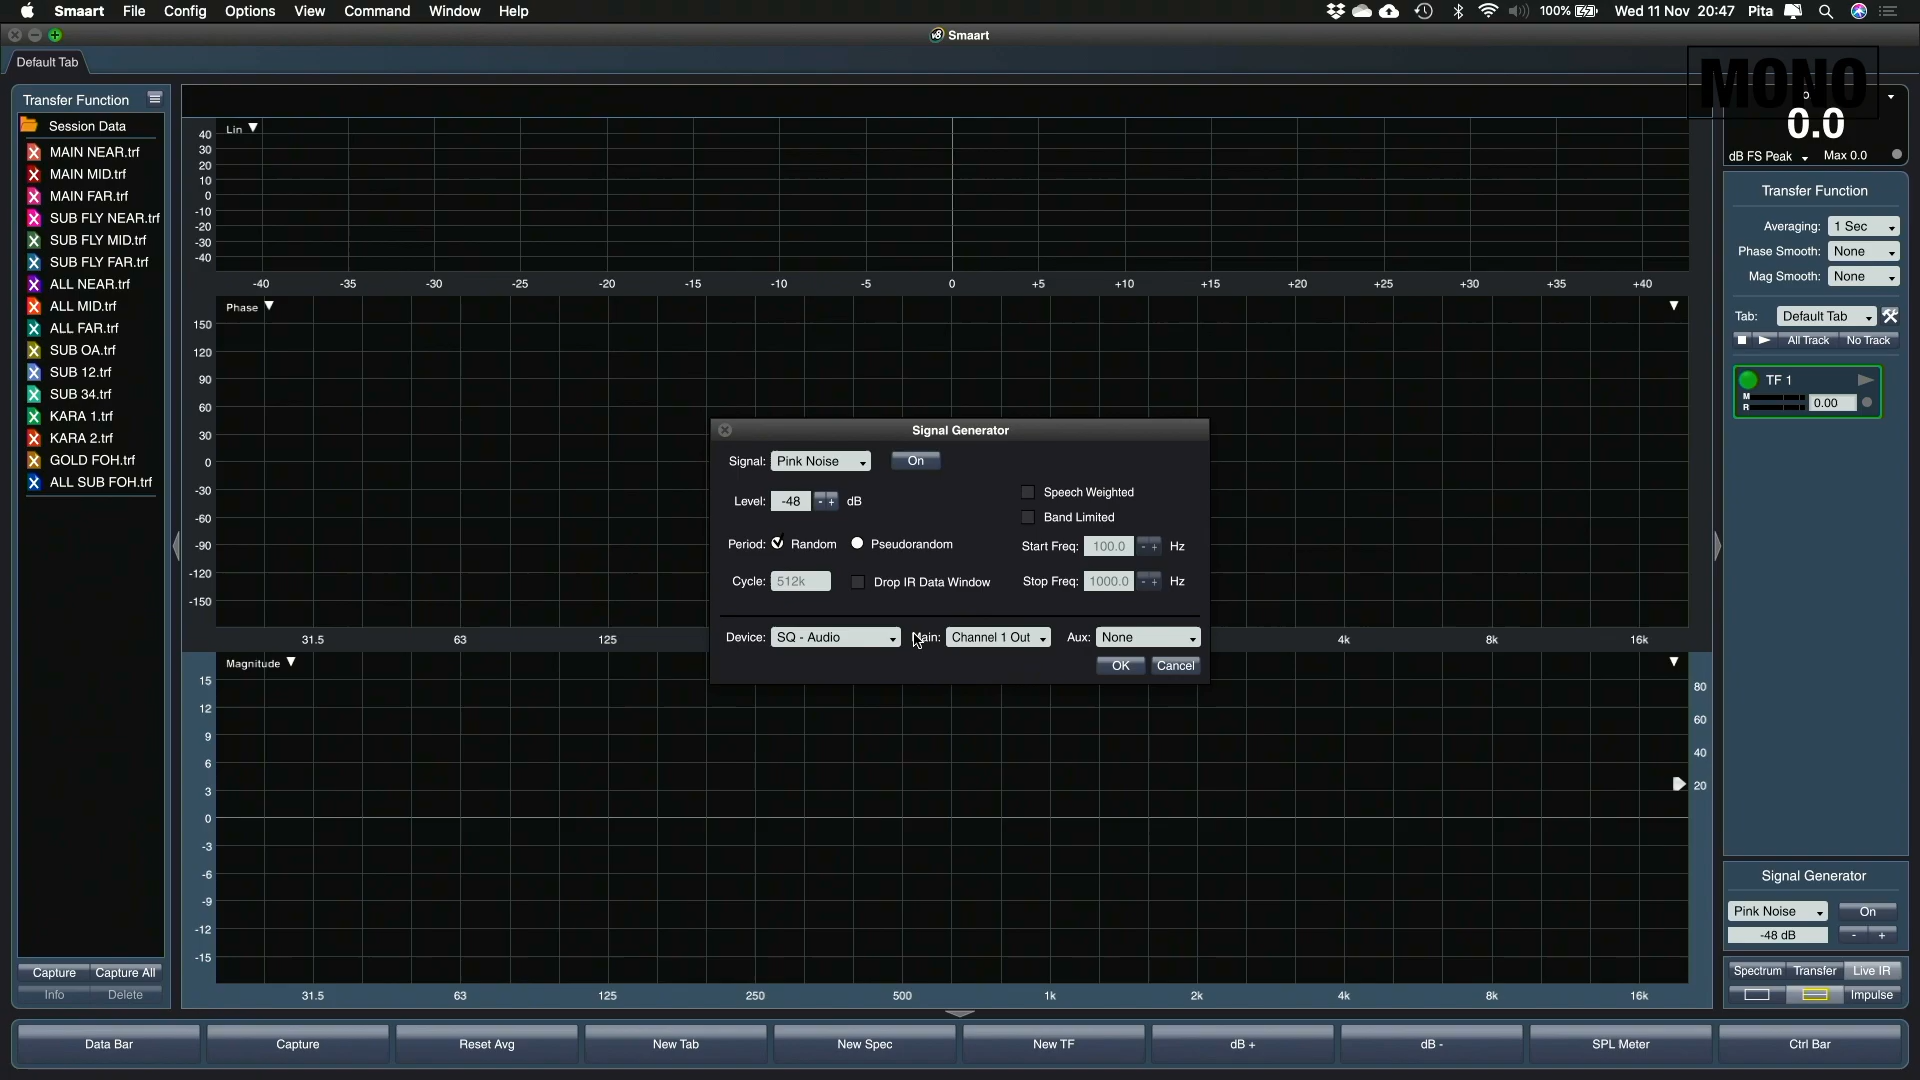 Smaart File Config Options View Command Window Help 100% Wed 11 Nov 20:47 Pita
v8 Smaart
Default Tab
MONO
Transfer Function
Session Data
MAIN NEAR.trf
MAIN MID.trf
MAIN FAR.trf
SUB FLY NEAR.trf
SUB FLY MID.trf
SUB FLY FAR.trf
ALL NEAR.trf
ALL MID.trf
ALL FAR.trf
SUB OA.trf
SUB 12.trf
SUB 34.trf
KARA 1.trf
KARA 2.trf
GOLD FOH.trf
ALL SUB FOH.trf
Capture Capture All
Info Delete
Lin
40
30
20
10
0
-10
-20
-30
-40
-40 -35 -30 -25 -20 -15 -10 -5 0 +5 +10 +15 +20 +25 +30 +35 +40
Phase
150
120
90
60
30
0
-30
-60
-90
-120
-150
31.5 63 125 4k 8k 16k
Magnitude
15
12
9
6
3
0
-3
-6
-9
-12
-15
80
60
40
20
31.5 63 125 250 500 1k 2k 4k 8k 16k
Signal Generator
Signal: Pink Noise On
Level: -48 - + dB
Speech Weighted
Band Limited
Period: Random Pseudorandom
Start Freq: 100.0 - + Hz
Cycle: 512k Drop IR Data Window
Stop Freq: 1000.0 - + Hz
Device: SQ - Audio Main: Channel 1 Out Aux: None
OK Cancel
0.0
dB FS Peak Max 0.0
Transfer Function
Averaging: 1 Sec
Phase Smooth: None
Mag Smooth: None
Tab: Default Tab
All Track No Track
TF 1
M
R 0.00
Signal Generator
Pink Noise On
-48 dB - +
Spectrum Transfer Live IR
Impulse
Data Bar Capture Reset Avg New Tab New Spec New TF dB + dB - SPL Meter Ctrl Bar